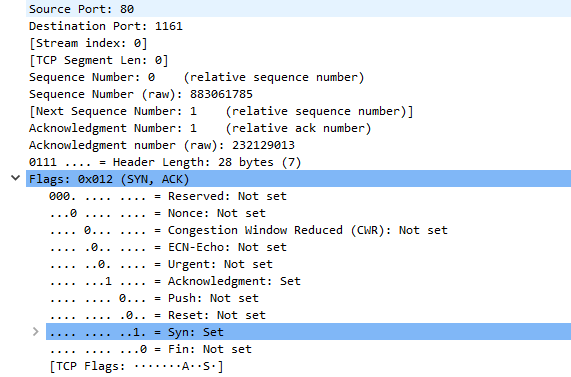 Source Port: 80
Destination Port: 1161
[Stream index: 0]
[TCP Segment Len: 0]
Sequence Number: 0    (relative sequence number)
Sequence Number (raw): 883061785
[Next Sequence Number: 1    (relative sequence number)]
Acknowledgment Number: 1    (relative ack number)
Acknowledgment number (raw): 232129013
0111 .... = Header Length: 28 bytes (7)
Flags: 0x012 (SYN, ACK)
000. .... .... = Reserved: Not set
...0 .... .... = Nonce: Not set
.... 0... .... = Congestion Window Reduced (CWR): Not set
.... .0.. .... = ECN-Echo: Not set
.... ..0. .... = Urgent: Not set
.... ...1 .... = Acknowledgment: Set
.... .... 0... = Push: Not set
.... .... .0.. = Reset: Not set
.... .... ..1. = Syn: Set
.... .... ...0 = Fin: Not set
[TCP Flags: ·······A··S·]